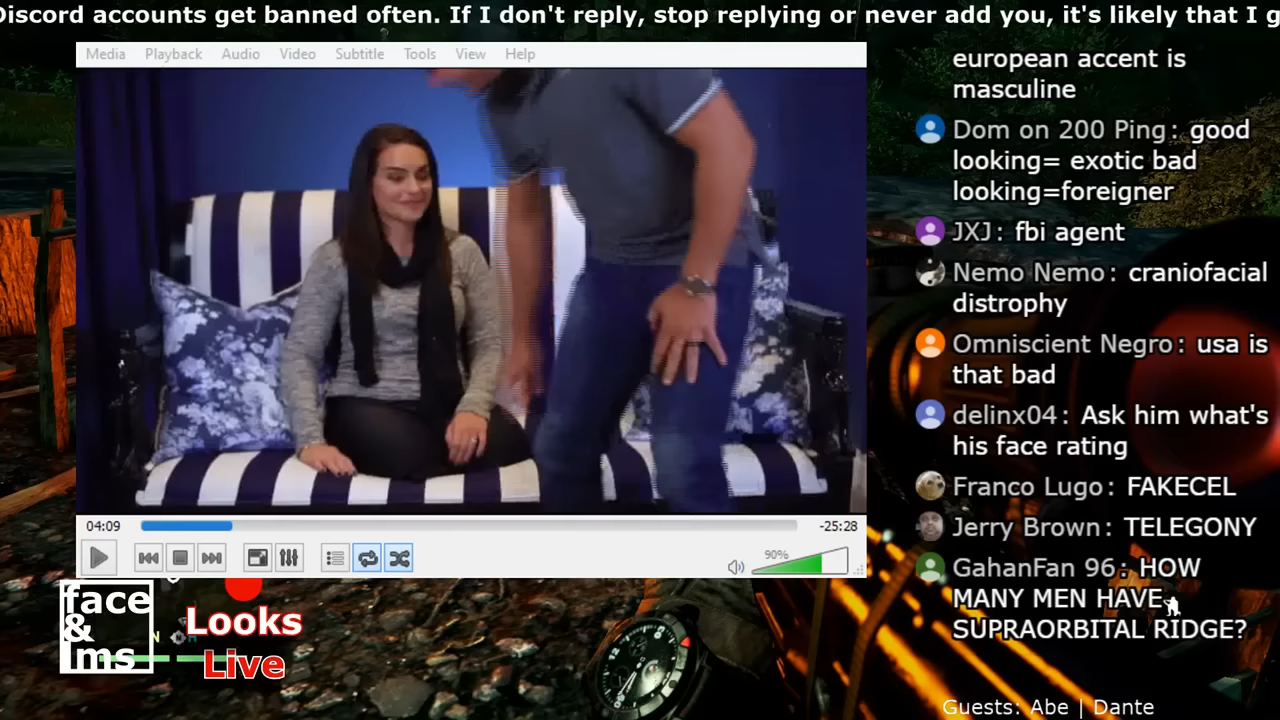 Discord accounts get banned often. If I don't reply, stop replying or never add you, it's likely that I g
Media Playback Audio Video Subtitle Tools View Help
european accent is
masculine
Dom on 200 Ping: good
looking= exotic bad
looking=foreigner
JXJ: fbi agent
Nemo Nemo: craniofacial
distrophy
Omniscient Negro: usa is
that bad
delinx04: Ask him what's
his face rating
Franco Lugo: FAKECEL
Jerry Brown: TELEGONY
GahanFan 96: HOW
MANY MEN HAVE
SUPRAORBITAL RIDGE?
04:09
-25:28
90%
face
&
lms
Looks
Live
Guests: Abe | Dante